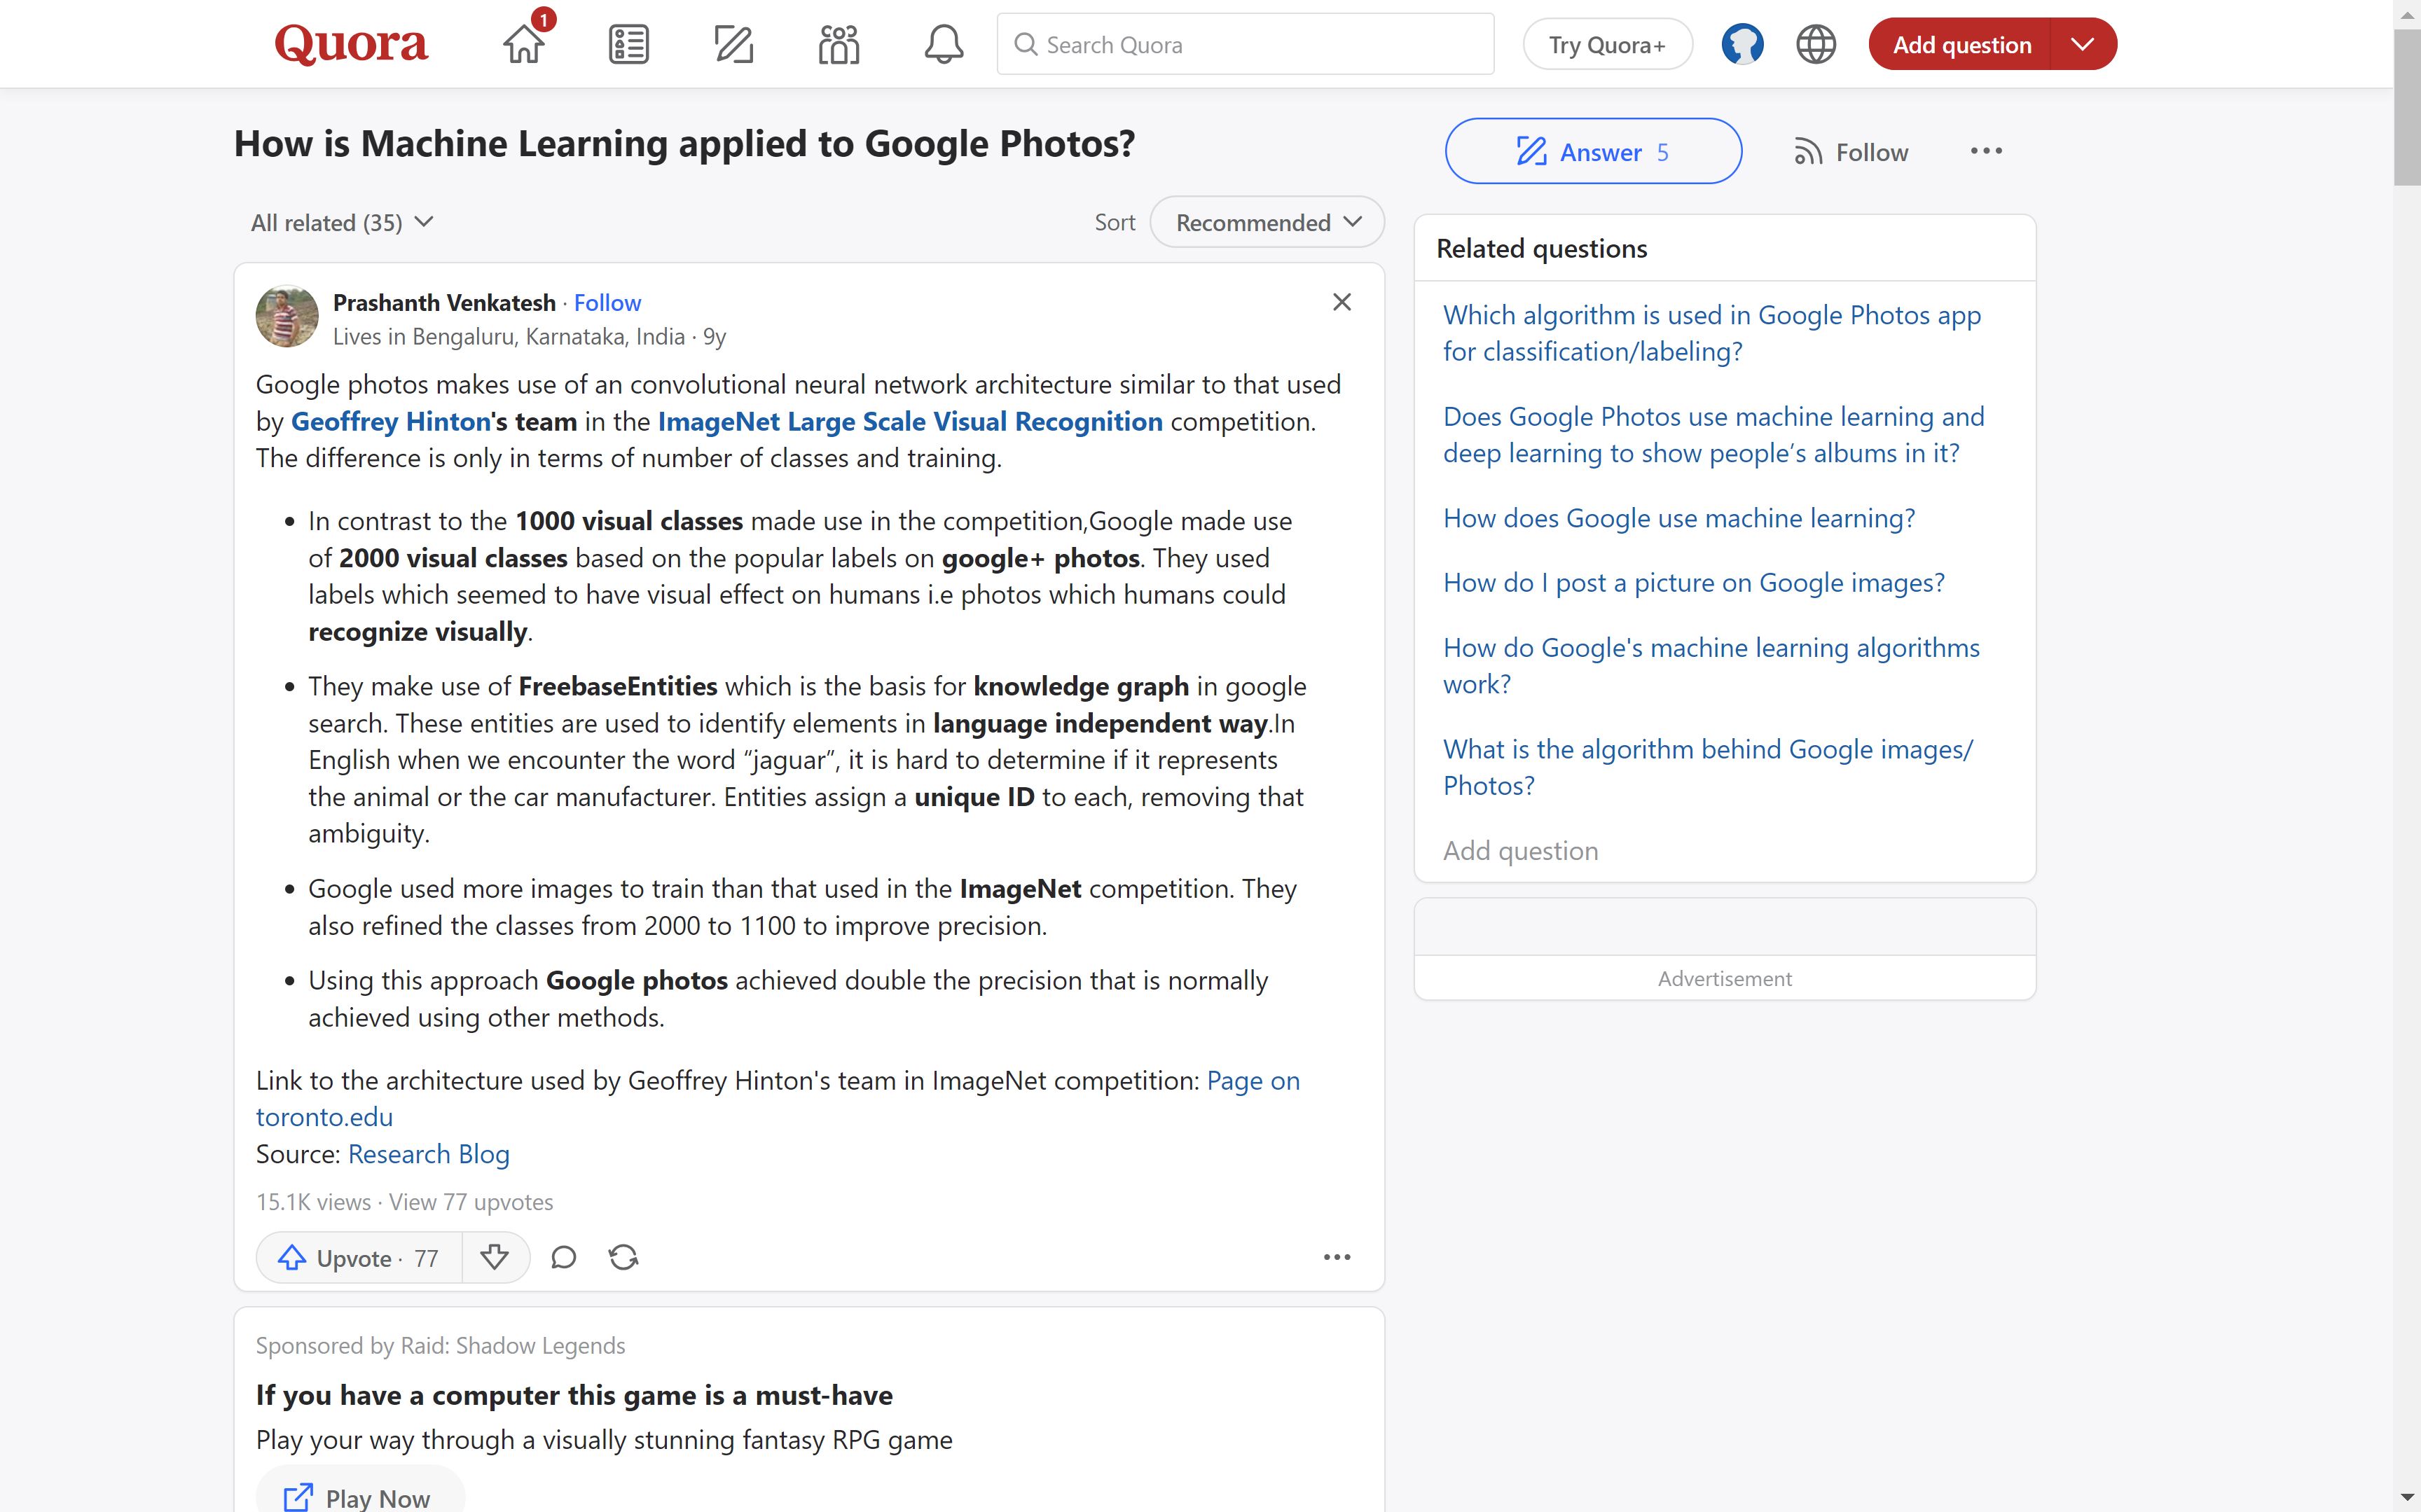 Quora
1
Search Quora
Try Quora+
Add question
How is Machine Learning applied to Google Photos?
Answer 5
Follow
All related (35)
Sort
Recommended
Prashanth Venkatesh · Follow
Lives in Bengaluru, Karnataka, India · 9y
Google photos makes use of an convolutional neural network architecture similar to that used
by Geoffrey Hinton's team in the ImageNet Large Scale Visual Recognition competition.
The difference is only in terms of number of classes and training.
• In contrast to the 1000 visual classes made use in the competition,Google made use
of 2000 visual classes based on the popular labels on google+ photos. They used
labels which seemed to have visual effect on humans i.e photos which humans could
recognize visually.
• They make use of FreebaseEntities which is the basis for knowledge graph in google
search. These entities are used to identify elements in language independent way.In
English when we encounter the word “jaguar”, it is hard to determine if it represents
the animal or the car manufacturer. Entities assign a unique ID to each, removing that
ambiguity.
• Google used more images to train than that used in the ImageNet competition. They
also refined the classes from 2000 to 1100 to improve precision.
• Using this approach Google photos achieved double the precision that is normally
achieved using other methods.
Link to the architecture used by Geoffrey Hinton's team in ImageNet competition: Page on
toronto.edu
Source: Research Blog
15.1K views · View 77 upvotes
Upvote · 77
Sponsored by Raid: Shadow Legends
If you have a computer this game is a must-have
Play your way through a visually stunning fantasy RPG game
Play Now
Related questions
Which algorithm is used in Google Photos app
for classification/labeling?
Does Google Photos use machine learning and
deep learning to show people’s albums in it?
How does Google use machine learning?
How do I post a picture on Google images?
How do Google's machine learning algorithms
work?
What is the algorithm behind Google images/
Photos?
Add question
Advertisement